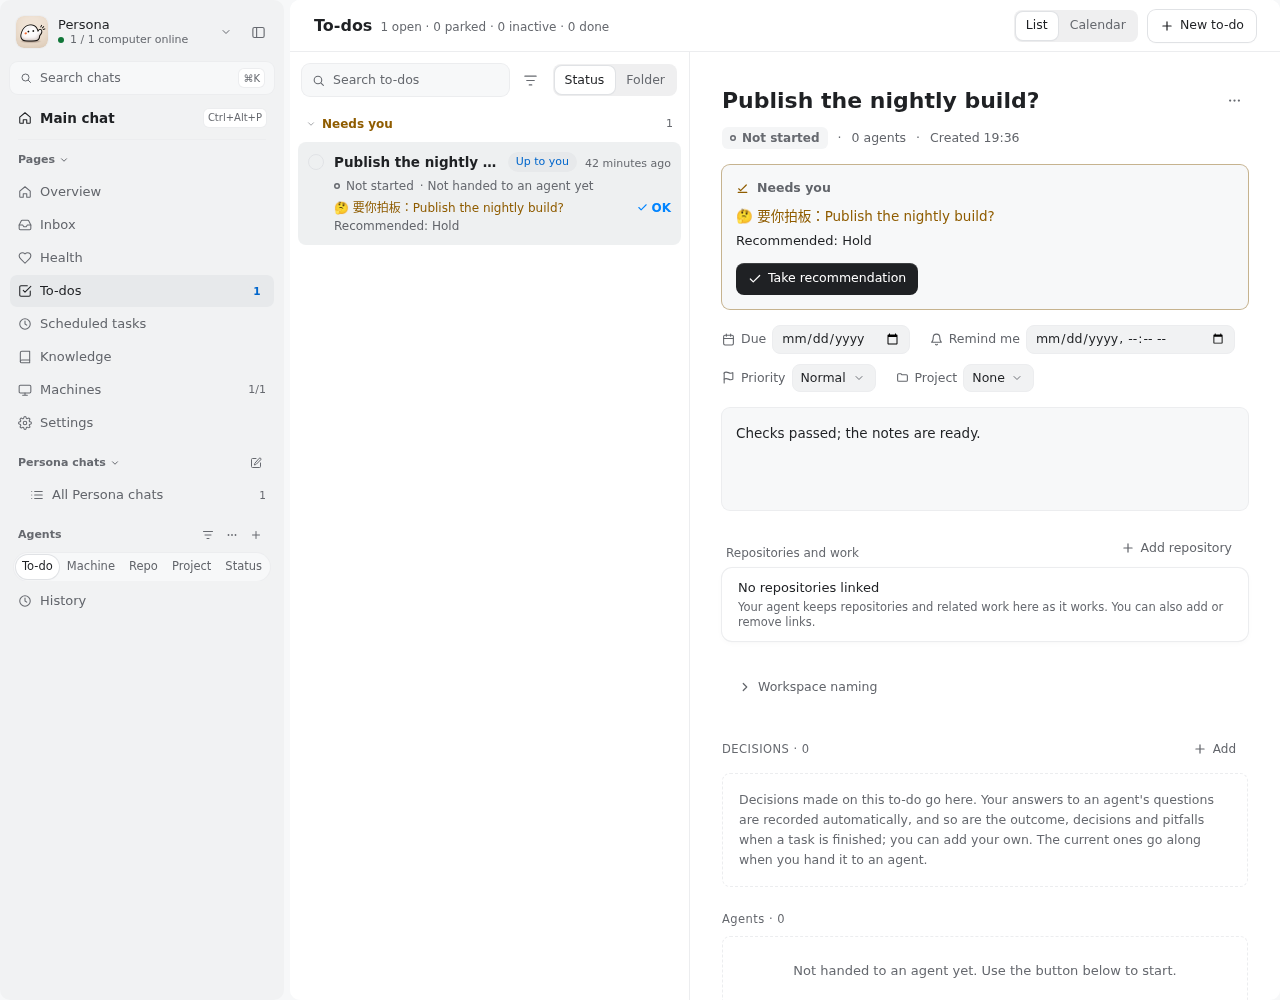 Persona
1 / 1 computer online
Search chats
⌘K
Main chat
Ctrl+Alt+P
Pages
Overview
Inbox
Health
To-dos
1
Scheduled tasks
Knowledge
Machines
1/1
Settings
Persona chats
All Persona chats
1
Agents
To-do
Machine
Repo
Project
Status
History
To-dos
1 open · 0 parked · 0 inactive · 0 done
List
Calendar
New to-do
Search to-dos
Status
Folder
Needs you
1
Publish the nightly ...
Up to you
42 minutes ago
Not started · Not handed to an agent yet
🤔 要你拍板：Publish the nightly build?
OK
Recommended: Hold
Publish the nightly build?
Not started · 0 agents · Created 19:36
Needs you
🤔 要你拍板：Publish the nightly build?
Recommended: Hold
Take recommendation
Due
mm/dd/yyyy
Remind me
mm/dd/yyyy, --:-- --
Priority
Normal
Project
None
Checks passed; the notes are ready.
Repositories and work
Add repository
No repositories linked
Your agent keeps repositories and related work here as it works. You can also add or
remove links.
Workspace naming
DECISIONS · 0
Add
Decisions made on this to-do go here. Your answers to an agent's questions
are recorded automatically, and so are the outcome, decisions and pitfalls
when a task is finished; you can add your own. The current ones go along
when you hand it to an agent.
Agents · 0
Not handed to an agent yet. Use the button below to start.